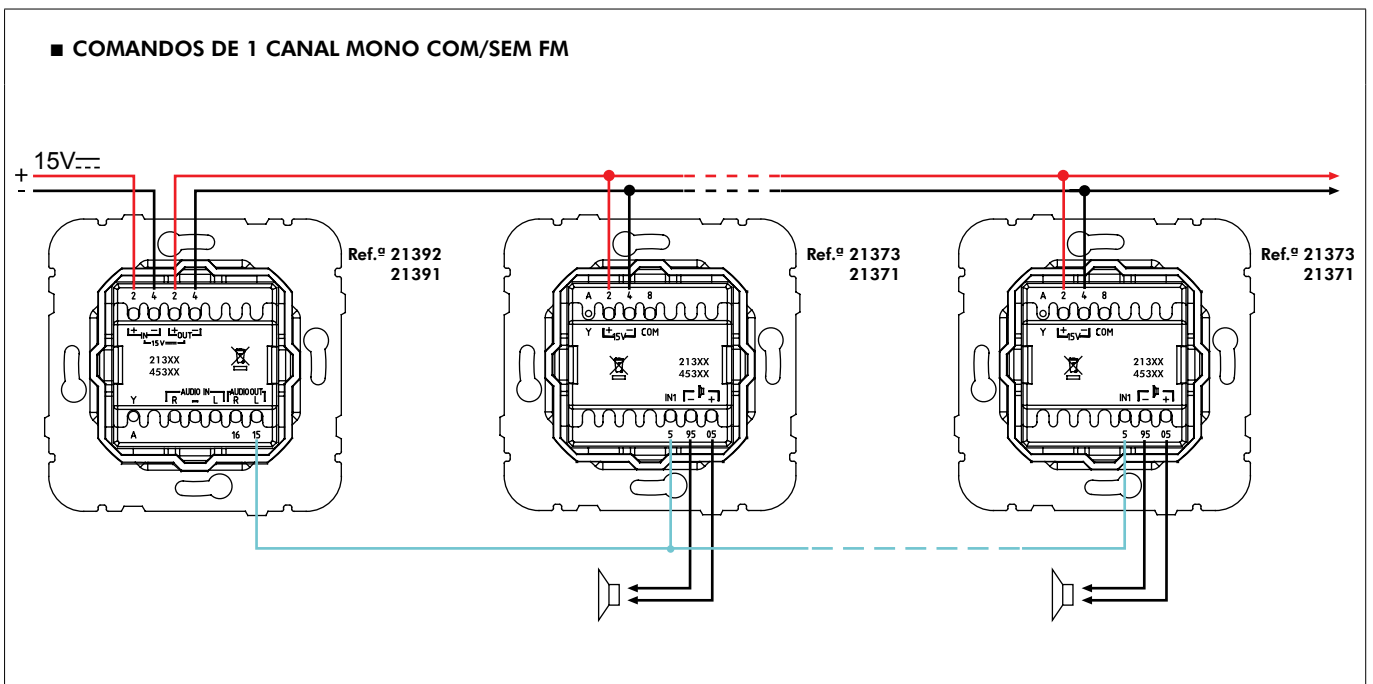 ■ COMANDOS DE 1 CANAL MONO COM/SEM FM
15V
+
-
Ref.ª 21392
21391
2 4 2 4
+ IN - + OUT -
15V
213XX
453XX
AUDIO IN AUDIO OUT
Y R L R L
A 16 15
Ref.ª 21373
21371
A 2 4 8
Y + 15V - COM
213XX
453XX
IN1 - +
5 95 05
Ref.ª 21373
21371
A 2 4 8
Y + 15V - COM
213XX
453XX
IN1 - +
5 95 05